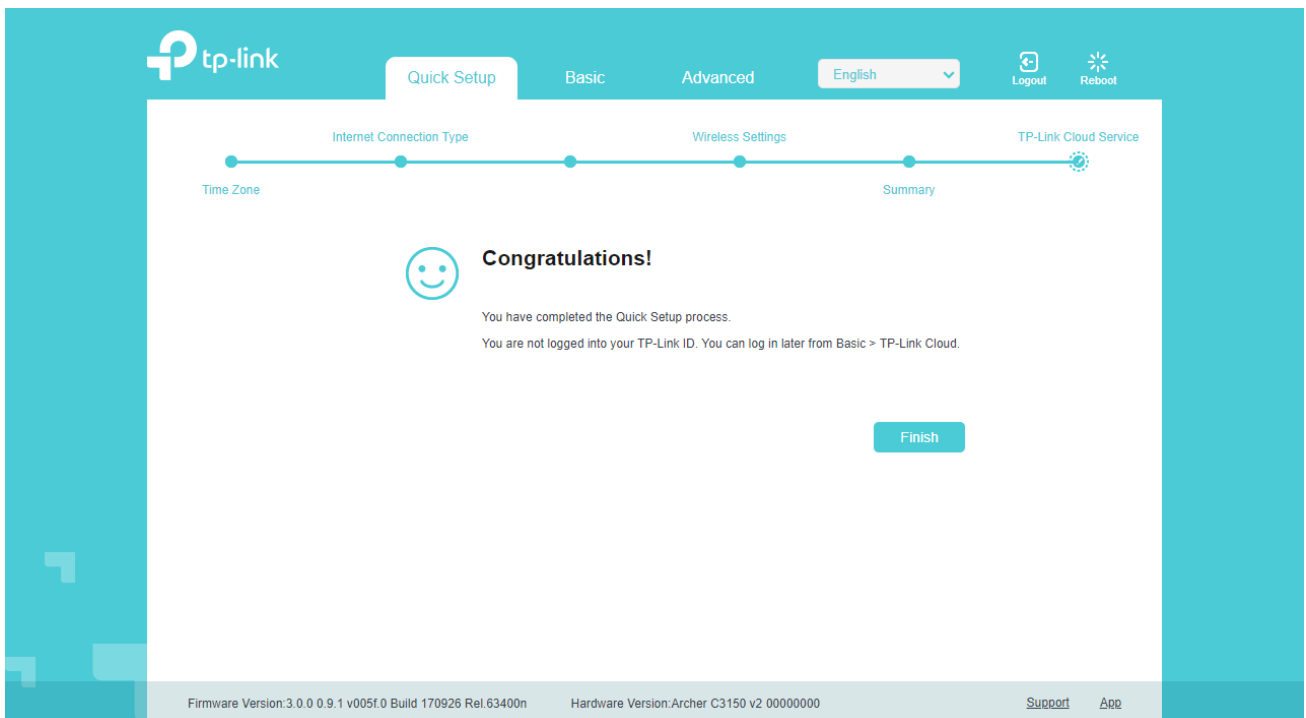 tp-link
Quick Setup
Basic
Advanced
English
Logout
Reboot
Internet Connection Type
Wireless Settings
TP-Link Cloud Service
Time Zone
Summary
Congratulations!
You have completed the Quick Setup process.
You are not logged into your TP-Link ID. You can log in later from Basic > TP-Link Cloud.
Finish
Firmware Version:3.0.0 0.9.1 v005f.0 Build 170926 Rel.63400n
Hardware Version:Archer C3150 v2 00000000
Support
App